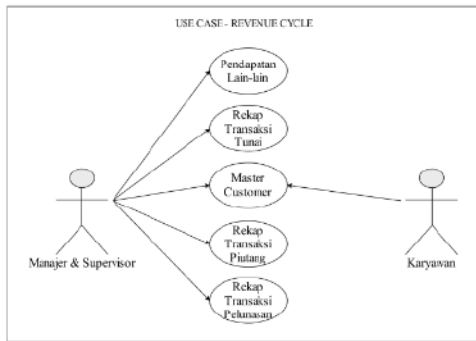 USE CASE - REVENUE CYCLE
Pendapatan
Lain-lain
Rekap
Transaksi
Tunai
Master
Customer
Rekap
Transaksi
Piutang
Rekap
Transaksi
Pelunasan
Manajer & Supervisor
Karyawan